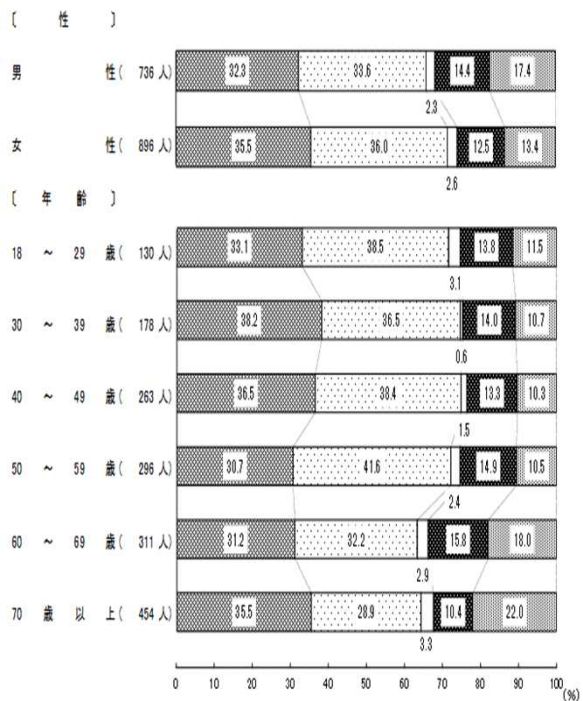 〔 性 〕
男 性( 736 人) 32.3 33.6 14.4 17.4
2.3
女 性( 896 人) 35.5 36.0 12.5 13.4
2.6
〔 年 齢 〕
18 ～ 29 歳( 130 人) 33.1 38.5 13.8 11.5
3.1
30 ～ 39 歳( 178 人) 38.2 36.5 14.0 10.7
0.6
40 ～ 49 歳( 263 人) 36.5 38.4 13.3 10.3
1.5
50 ～ 59 歳( 296 人) 30.7 41.6 14.9 10.5
2.4
60 ～ 69 歳( 311 人) 31.2 32.2 15.8 18.0
2.9
70 歳 以 上( 454 人) 35.5 28.9 10.4 22.0
3.3
0 10 20 30 40 50 60 70 80 90 100
(%)